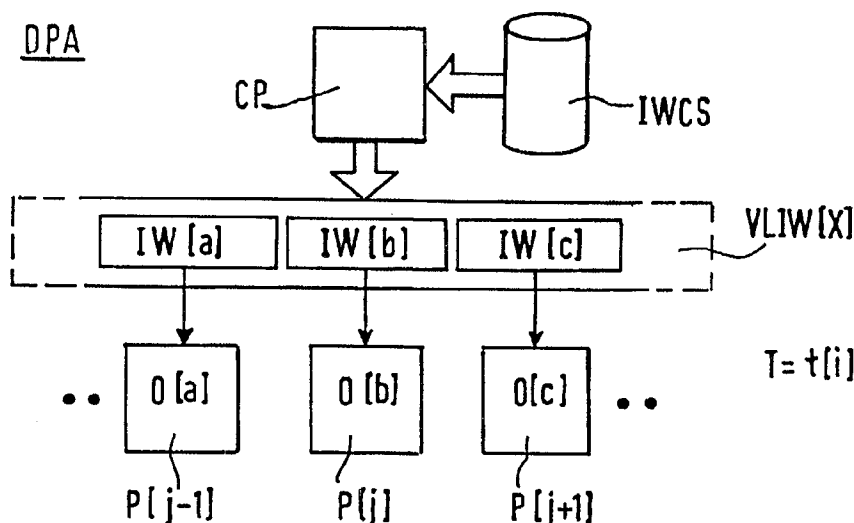 DPA
CP
IWCS
IW[a] IW[b] IW[c]
VLIW[X]
O[a] O[b] O[c]
T= t[i]
P[j-1] P[j] P[j+1]